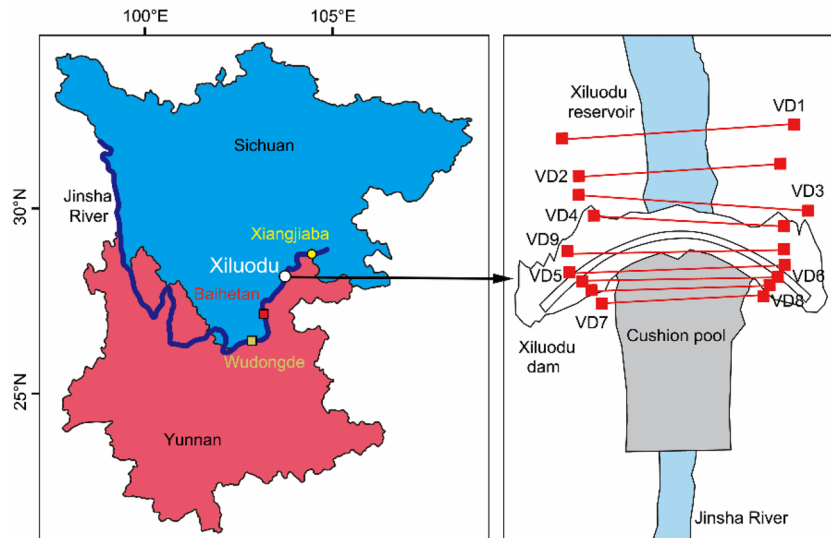 100°E
105°E
30°N
25°N
Sichuan
Jinsha
River
Xiangjiaba
Xiluodu
Baihetan
Wudongde
Yunnan
Xiluodu
reservoir
VD1
VD2
VD3
VD4
VD9
VD5
VD6
VD8
VD7
Xiluodu
dam
Cushion pool
Jinsha River